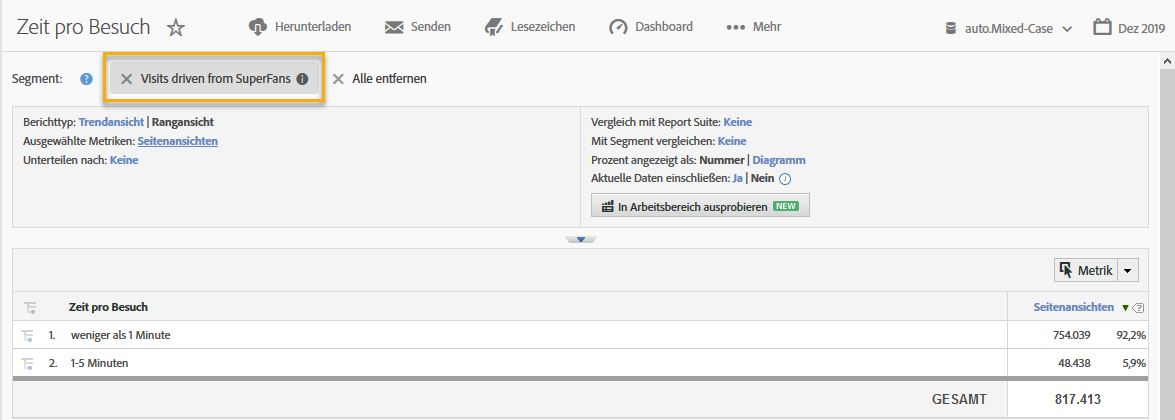 Zeit pro Besuch Herunterladen Senden Lesezeichen Dashboard Mehr auto.Mixed-Case Dez 2019
Segment: ? Visits driven from SuperFans i Alle entfernen
Berichttyp: Trendansicht | Rangansicht
Ausgewählte Metriken: Seitenansichten
Unterteilen nach: Keine
Vergleich mit Report Suite: Keine
Mit Segment vergleichen: Keine
Prozent angezeigt als: Nummer | Diagramm
Aktuelle Daten einschließen: Ja | Nein i
In Arbeitsbereich ausprobieren NEW
Metrik
Zeit pro Besuch Seitenansichten ?
1. weniger als 1 Minute 754.039 92,2%
2. 1-5 Minuten 48.438 5,9%
GESAMT 817.413